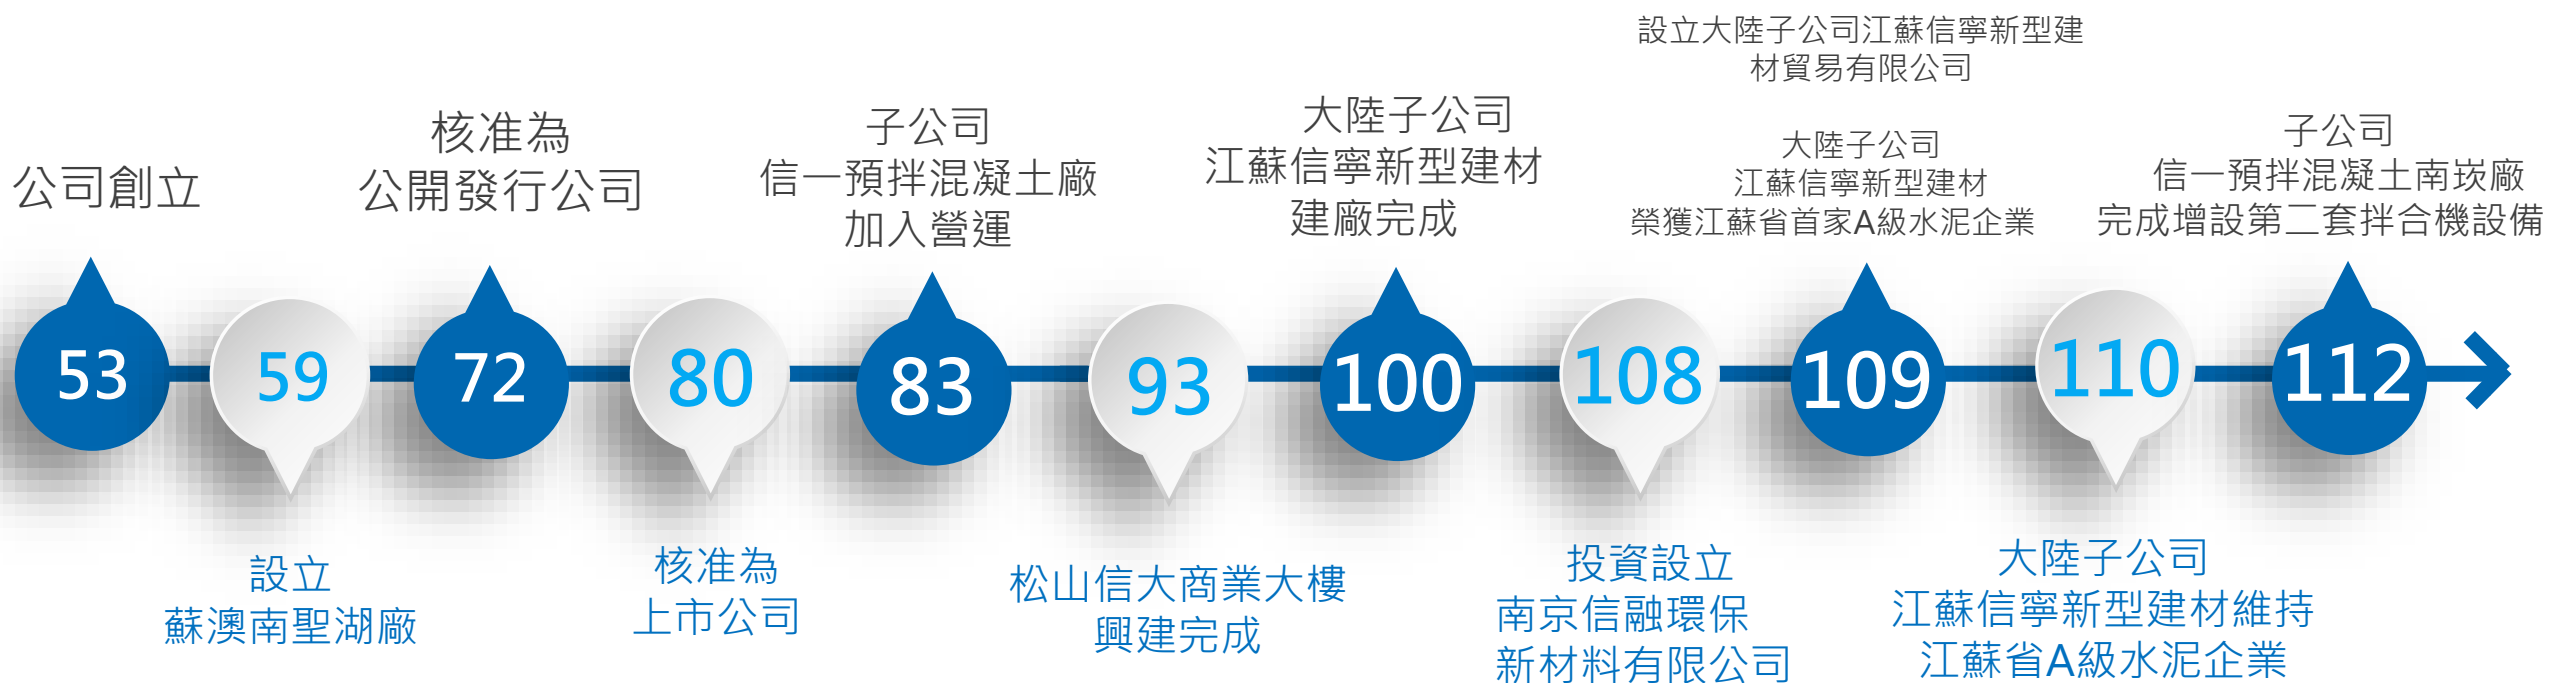 公司創立
53
59
設立
蘇澳南聖湖廠
核准為
公開發行公司
72
80
核准為
上市公司
子公司
信一預拌混凝土廠
加入營運
83
93
松山信大商業大樓
興建完成
大陸子公司
江蘇信寧新型建材
建廠完成
100
108
投資設立
南京信融環保
新材料有限公司
設立大陸子公司江蘇信寧新型建
材貿易有限公司
大陸子公司
江蘇信寧新型建材
榮獲江蘇省首家A級水泥企業
109
110
大陸子公司
江蘇信寧新型建材維持
江蘇省A級水泥企業
子公司
信一預拌混凝土南崁廠
完成增設第二套拌合機設備
112